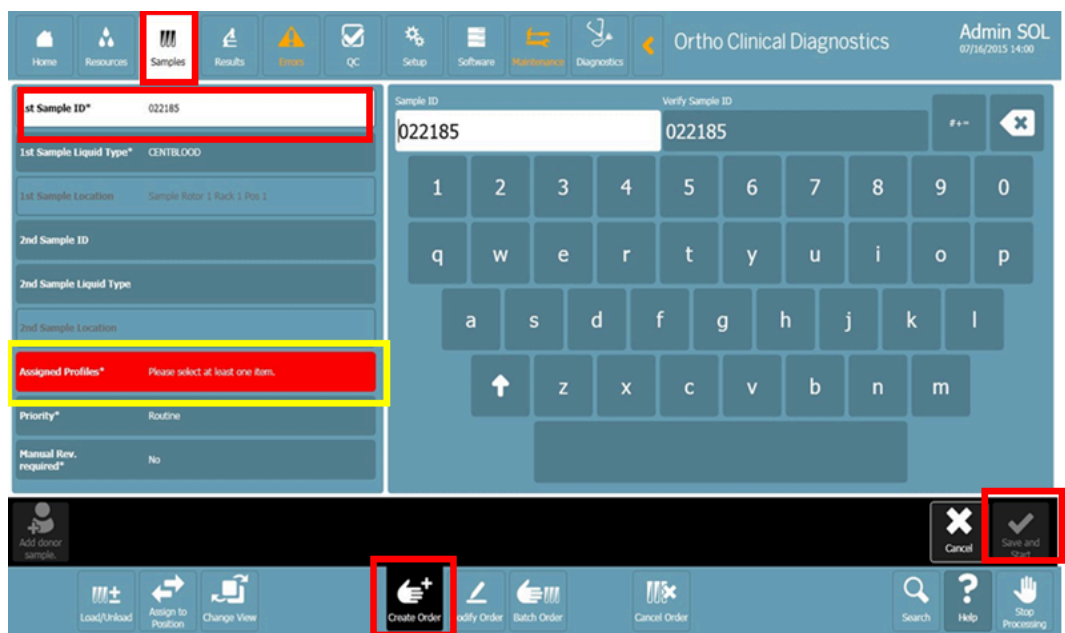 Home
Resources
Samples
Results
Errors
QC
Setup
Software
Maintenance
Diagnostics
Ortho Clinical Diagnostics
Admin SOL
07/16/2015 14:00
1st Sample ID* 022185
1st Sample Liquid Type* CENTBLOOD
1st Sample Location Sample Rotor 1 Rack 1 Pos 1
2nd Sample ID
2nd Sample Liquid Type
2nd Sample Location
Assigned Profiles* Please select at least one item.
Priority* Routine
Manual Rev.
required* No
Sample ID
022185
Verify Sample ID
022185
#+=
1 2 3 4 5 6 7 8 9 0
q w e r t y u i o p
a s d f g h j k l
z x c v b n m
Add donor
sample.
Cancel
Save and
Start
Load/Unload
Assign to
Position
Change View
Create Order
odify Order
Batch Order
Cancel Order
Search
? Help
Stop
Processing